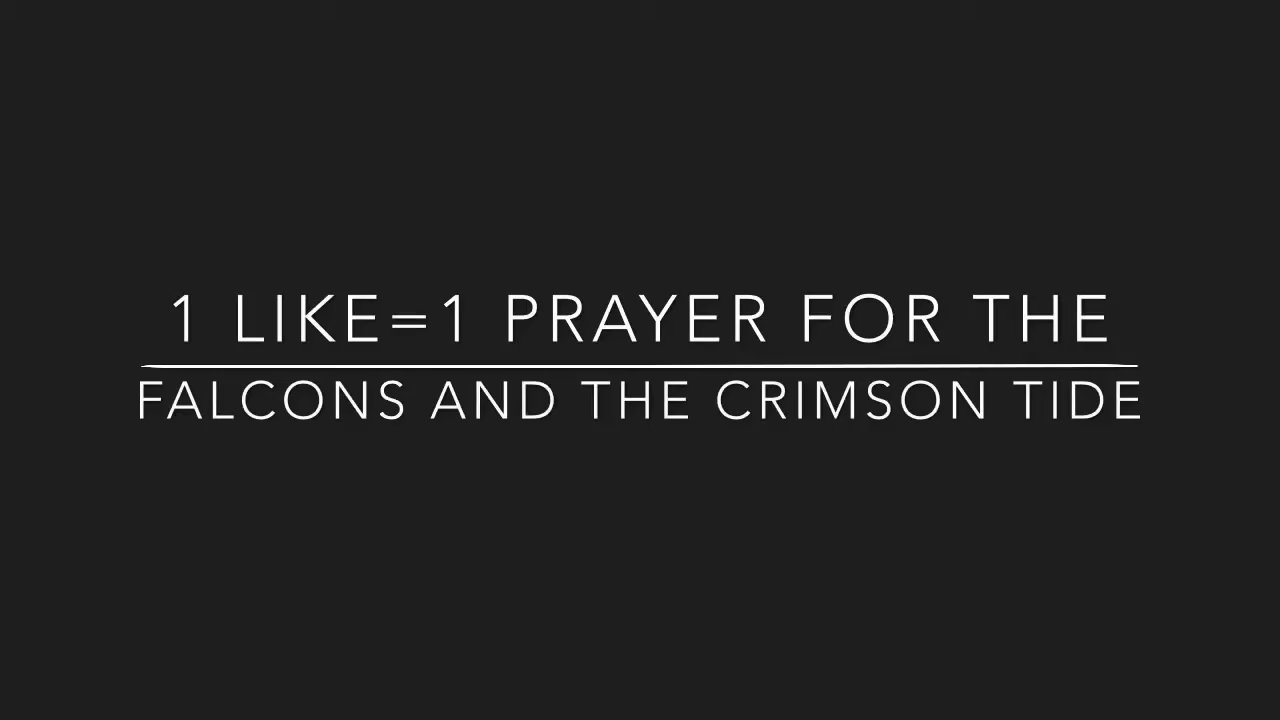 1 LIKE=1 PRAYER FOR THE
FALCONS AND THE CRIMSON TIDE